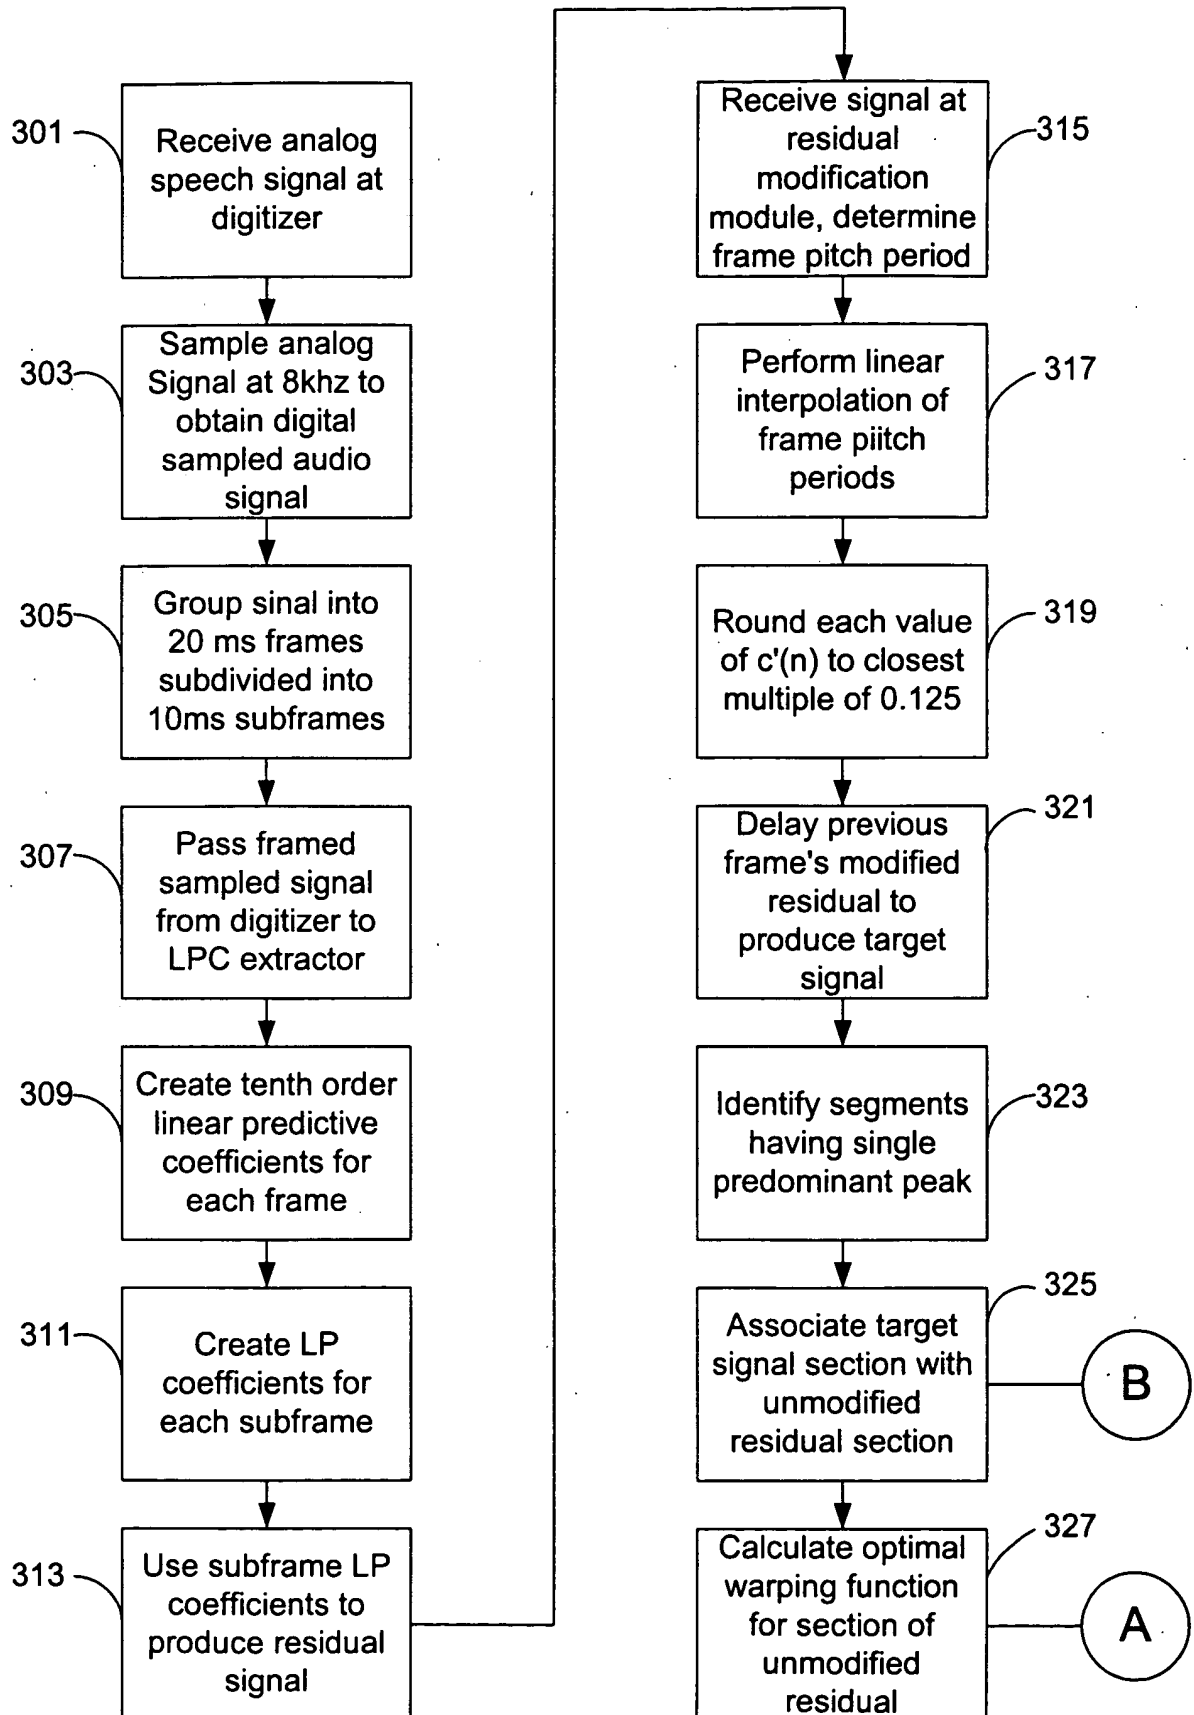 301
Receive analog
speech signal at
digitizer
303
Sample analog
Signal at 8khz to
obtain digital
sampled audio
signal
305
Group sinal into
20 ms frames
subdivided into
10ms subframes
307
Pass framed
sampled signal
from digitizer to
LPC extractor
309
Create tenth order
linear predictive
coefficients for
each frame
311
Create LP
coefficients for
each subframe
313
Use subframe LP
coefficients to
produce residual
signal
Receive signal at
residual
modification
module, determine
frame pitch period
315
Perform linear
interpolation of
frame piitch
periods
317
Round each value
of c'(n) to closest
multiple of 0.125
319
Delay previous
frame's modified
residual to
produce target
signal
321
Identify segments
having single
predominant peak
323
Associate target
signal section with
unmodified
residual section
325
B
Calculate optimal
warping function
for section of
unmodified
residual
327
A